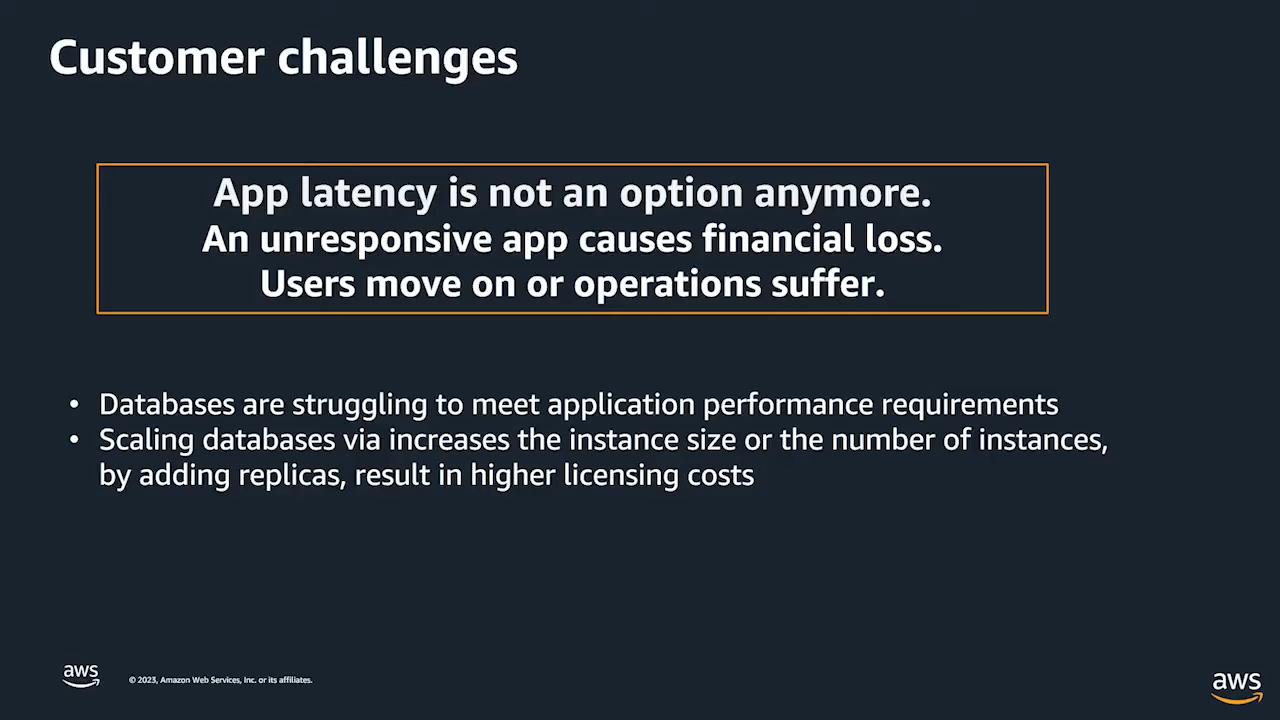 Customer challenges
App latency is not an option anymore.
An unresponsive app causes financial loss.
Users move on or operations suffer.
• Databases are struggling to meet application performance requirements
• Scaling databases via increases the instance size or the number of instances,
by adding replicas, result in higher licensing costs
aws
© 2023, Amazon Web Services, Inc. or its affiliates.
aws